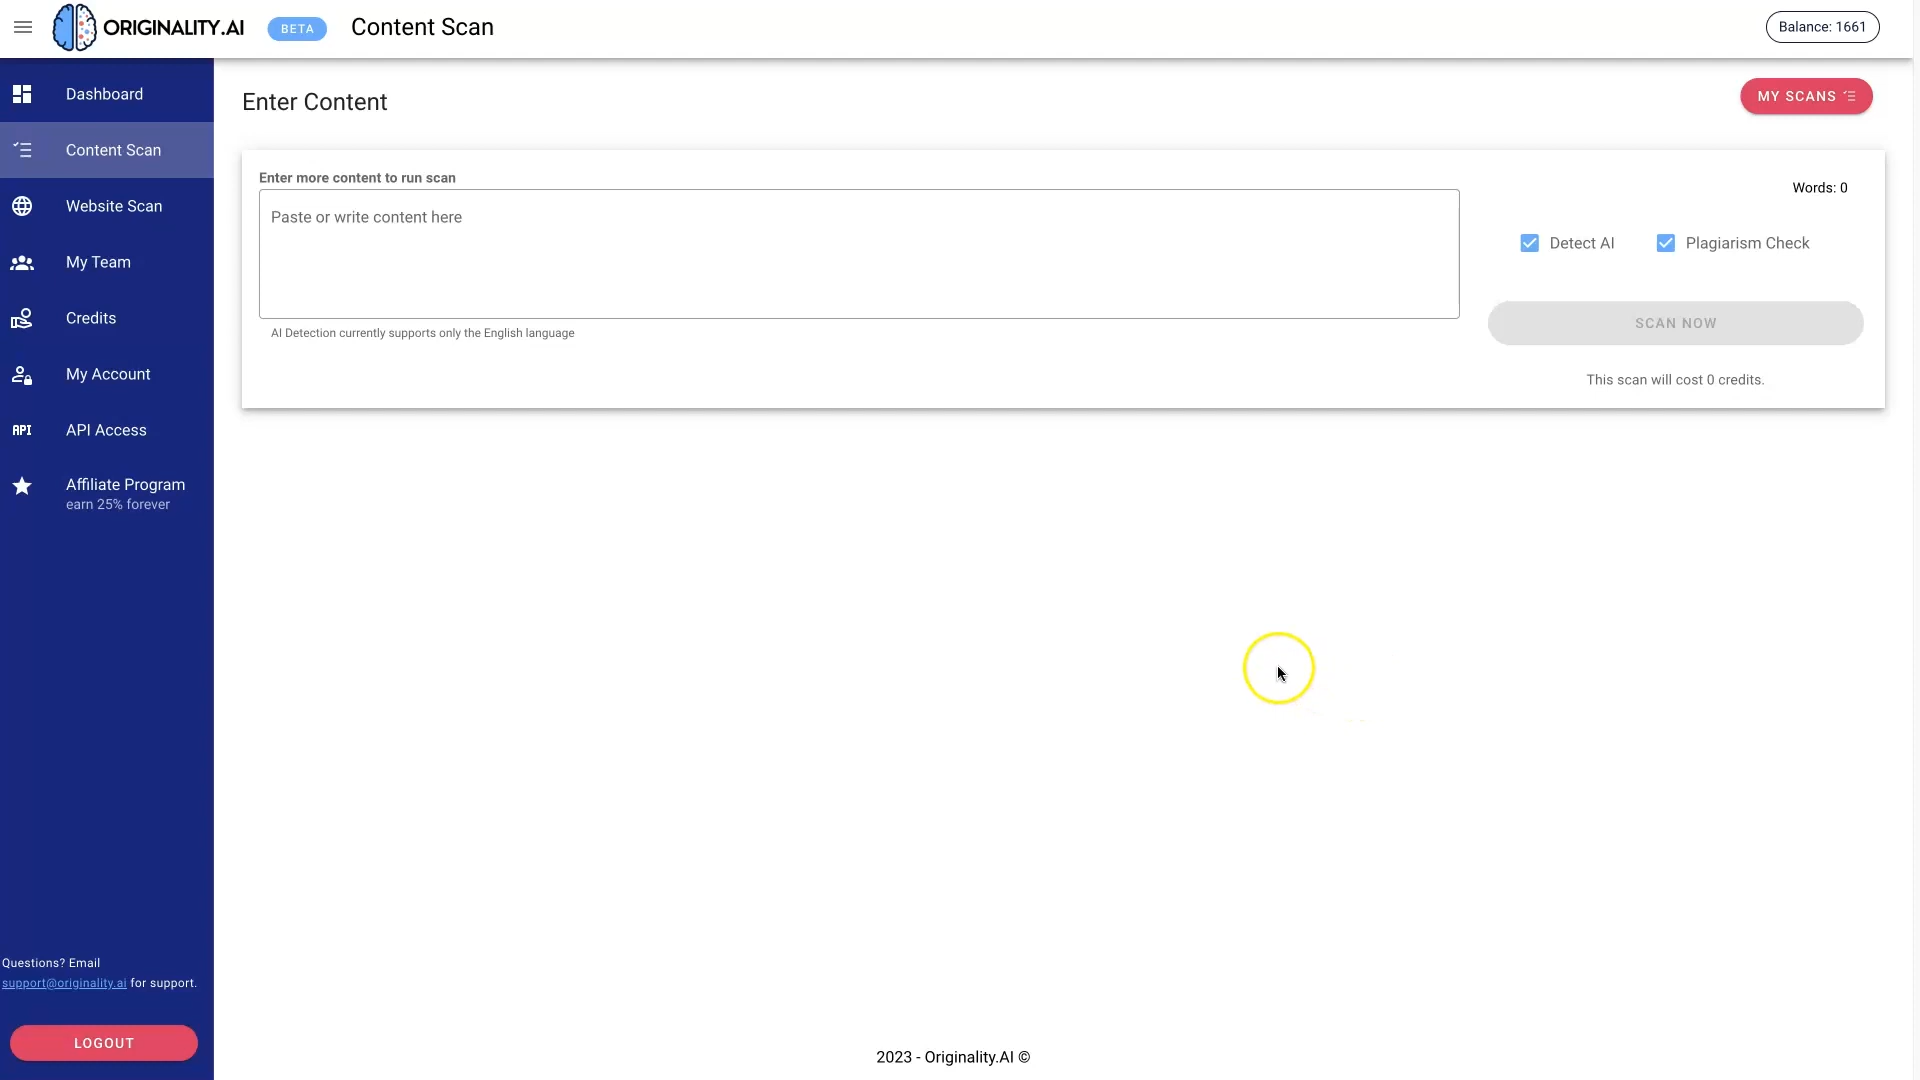 ORIGINALITY.AI
BETA
Content Scan
Balance: 1661
Dashboard
Content Scan
Website Scan
My Team
Credits
My Account
API
API Access
Affiliate Program
earn 25% forever
Questions? Email
support@originality.ai for support.
LOGOUT
Enter Content
MY SCANS
Enter more content to run scan
Paste or write content here
AI Detection currently supports only the English language
Words: 0
Detect AI
Plagiarism Check
SCAN NOW
This scan will cost 0 credits.
2023 - Originality.AI ©